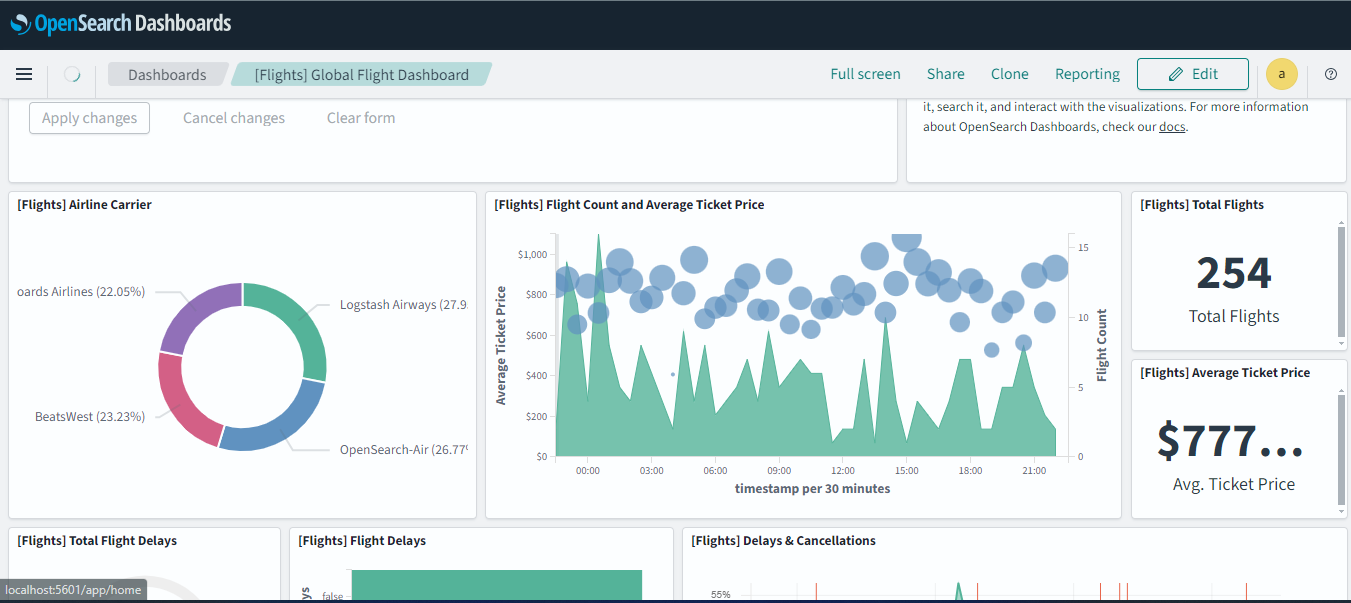 OpenSearch Dashboards
Dashboards
[Flights] Global Flight Dashboard
Full screen
Share
Clone
Reporting
Edit
a
Apply changes
Cancel changes
Clear form
it, search it, and interact with the visualizations. For more information
about OpenSearch Dashboards, check our docs.
[Flights] Airline Carrier
oards Airlines (22.05%)
Logstash Airways (27.9
BeatsWest (23.23%)
OpenSearch-Air (26.77%
[Flights] Flight Count and Average Ticket Price
Average Ticket Price
$1,000
$800
$600
$400
$200
$0
15
10
5
0
Flight Count
00:00
03:00
06:00
09:00
12:00
15:00
18:00
21:00
timestamp per 30 minutes
[Flights] Total Flights
254
Total Flights
[Flights] Average Ticket Price
$777...
Avg. Ticket Price
[Flights] Total Flight Delays
[Flights] Flight Delays
false
[Flights] Delays & Cancellations
55%
localhost:5601/app/home